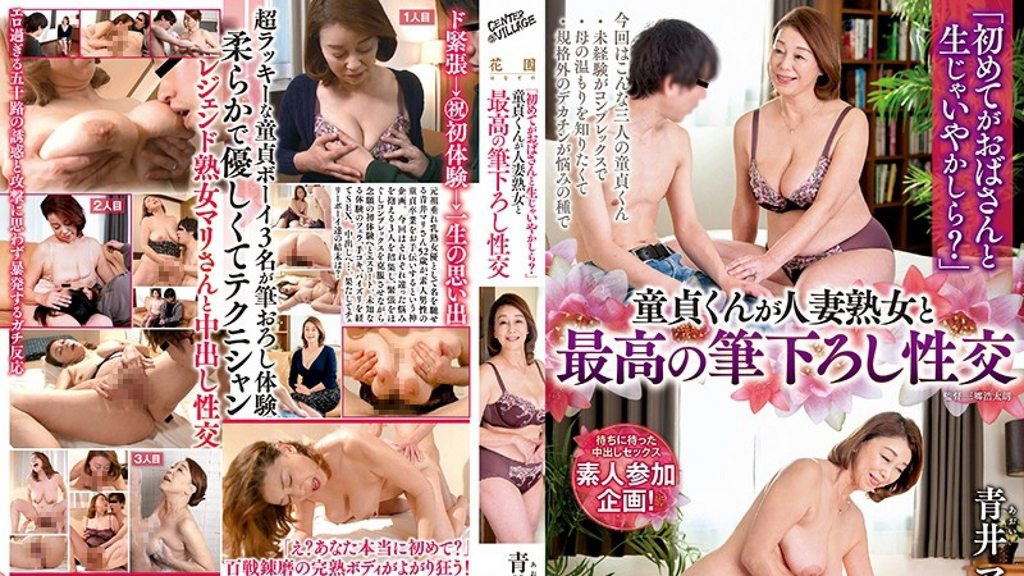 「初めてがおばさんと
生じゃいやかしら？」
今回はこんな三人の童貞くん
・未経験がコンプレックスで
・母の温もりを知りたくて
・規格外のデカチンが悩みの種で
童貞くんが人妻熟女と
最高の筆下ろし性交
待ちに待った
中出しセックス
素人参加
企画！
青井マ
CENTER
VILLAGE
花園
「初めてがおばさんと生じゃいやかしら？」
童貞くんが人妻熟女と
最高の筆下ろし性交
青
ド緊張→祝初体験→一生の思い出
1人目
超ラッキーな童貞ボーイ3名が筆おろし体験
柔らかで優しくてテクニシャン
レジェンド熟女マリさんと中出し性交
2人目
エロ過ぎる五十路の誘惑と攻撃に思わず暴発するガチ反応
3人目
「え？あなた本当に初めて？」
百戦錬磨の完熟ボディがよがり狂う！